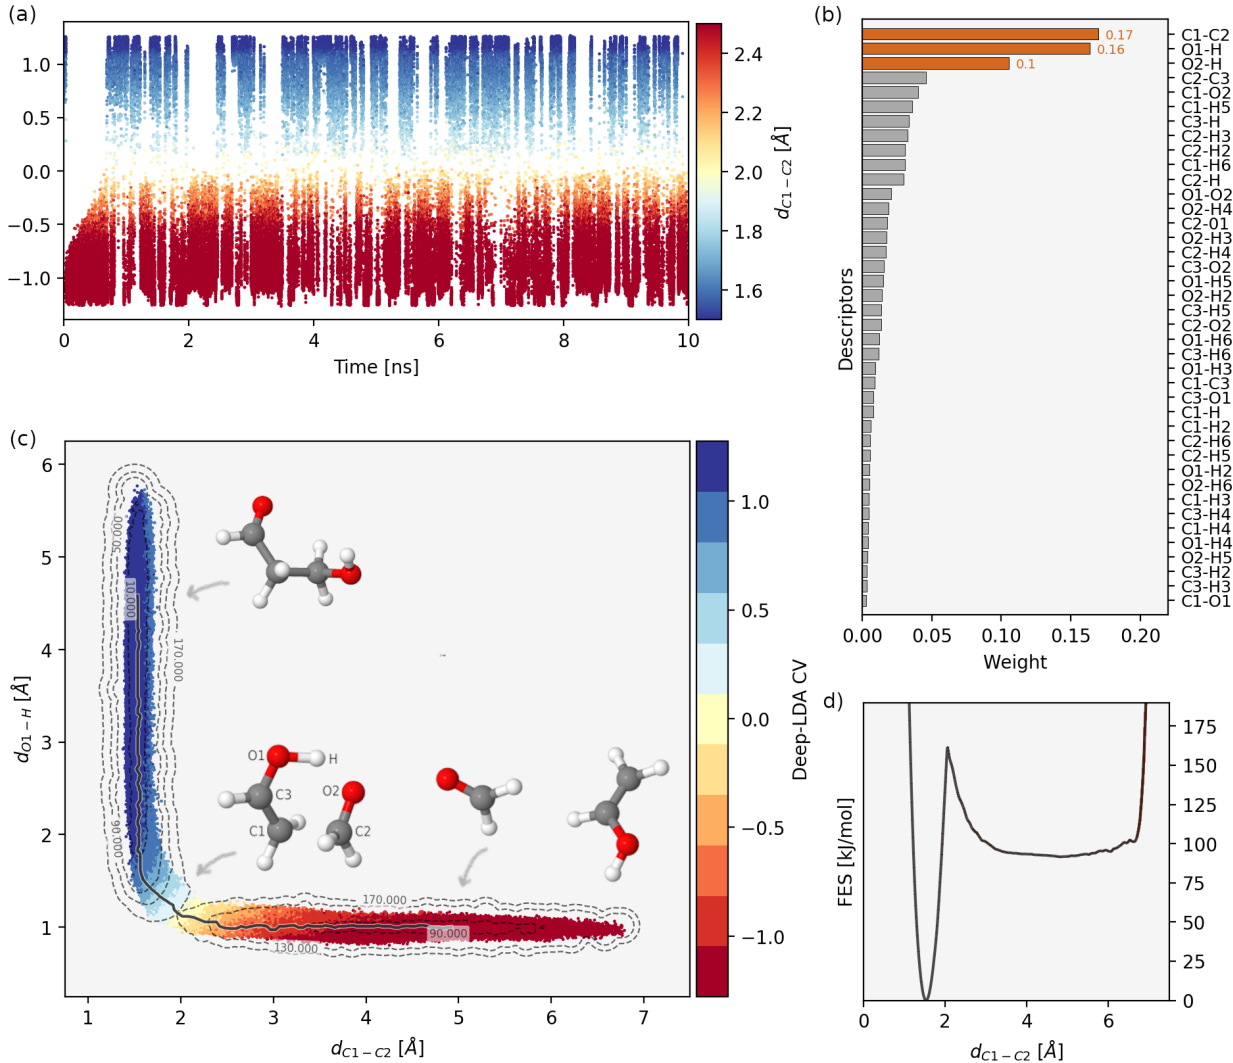 (a)
1.0
0.5
0.0
−0.5
−1.0
0
2
4
6
8
10
Time [ns]
2.4
2.2
2.0
1.8
1.6
d_{C1−C2} [Å]
(b)
0.17
0.16
0.1
C1-C2
O1-H
O2-H
C2-C3
C1-O2
C1-H5
C3-H
C2-H3
C2-H2
C1-H6
C2-H
O1-O2
O2-H4
C2-01
O2-H3
C2-H4
C3-O2
O1-H5
O2-H2
C3-H5
C2-O2
O1-H6
C3-H6
O1-H3
C1-C3
C3-O1
C1-H
C1-H2
C2-H6
C2-H5
O1-H2
O2-H6
C1-H3
C3-H4
C1-H4
O1-H4
O2-H5
C3-H2
C3-H3
C1-O1
Descriptors
0.00
0.05
0.10
0.15
0.20
Weight
(c)
6
5
4
3
2
1
d_{O1−H} [Å]
50.000
10.000
170.000
90.000
O1
H
C3
O2
C1
C2
170.000
90.000
130.000
1
2
3
4
5
6
7
d_{C1−C2} [Å]
1.0
0.5
0.0
−0.5
−1.0
Deep-LDA CV
d)
175
150
125
100
75
50
25
0
FES [kJ/mol]
0
2
4
6
d_{C1−C2} [Å]